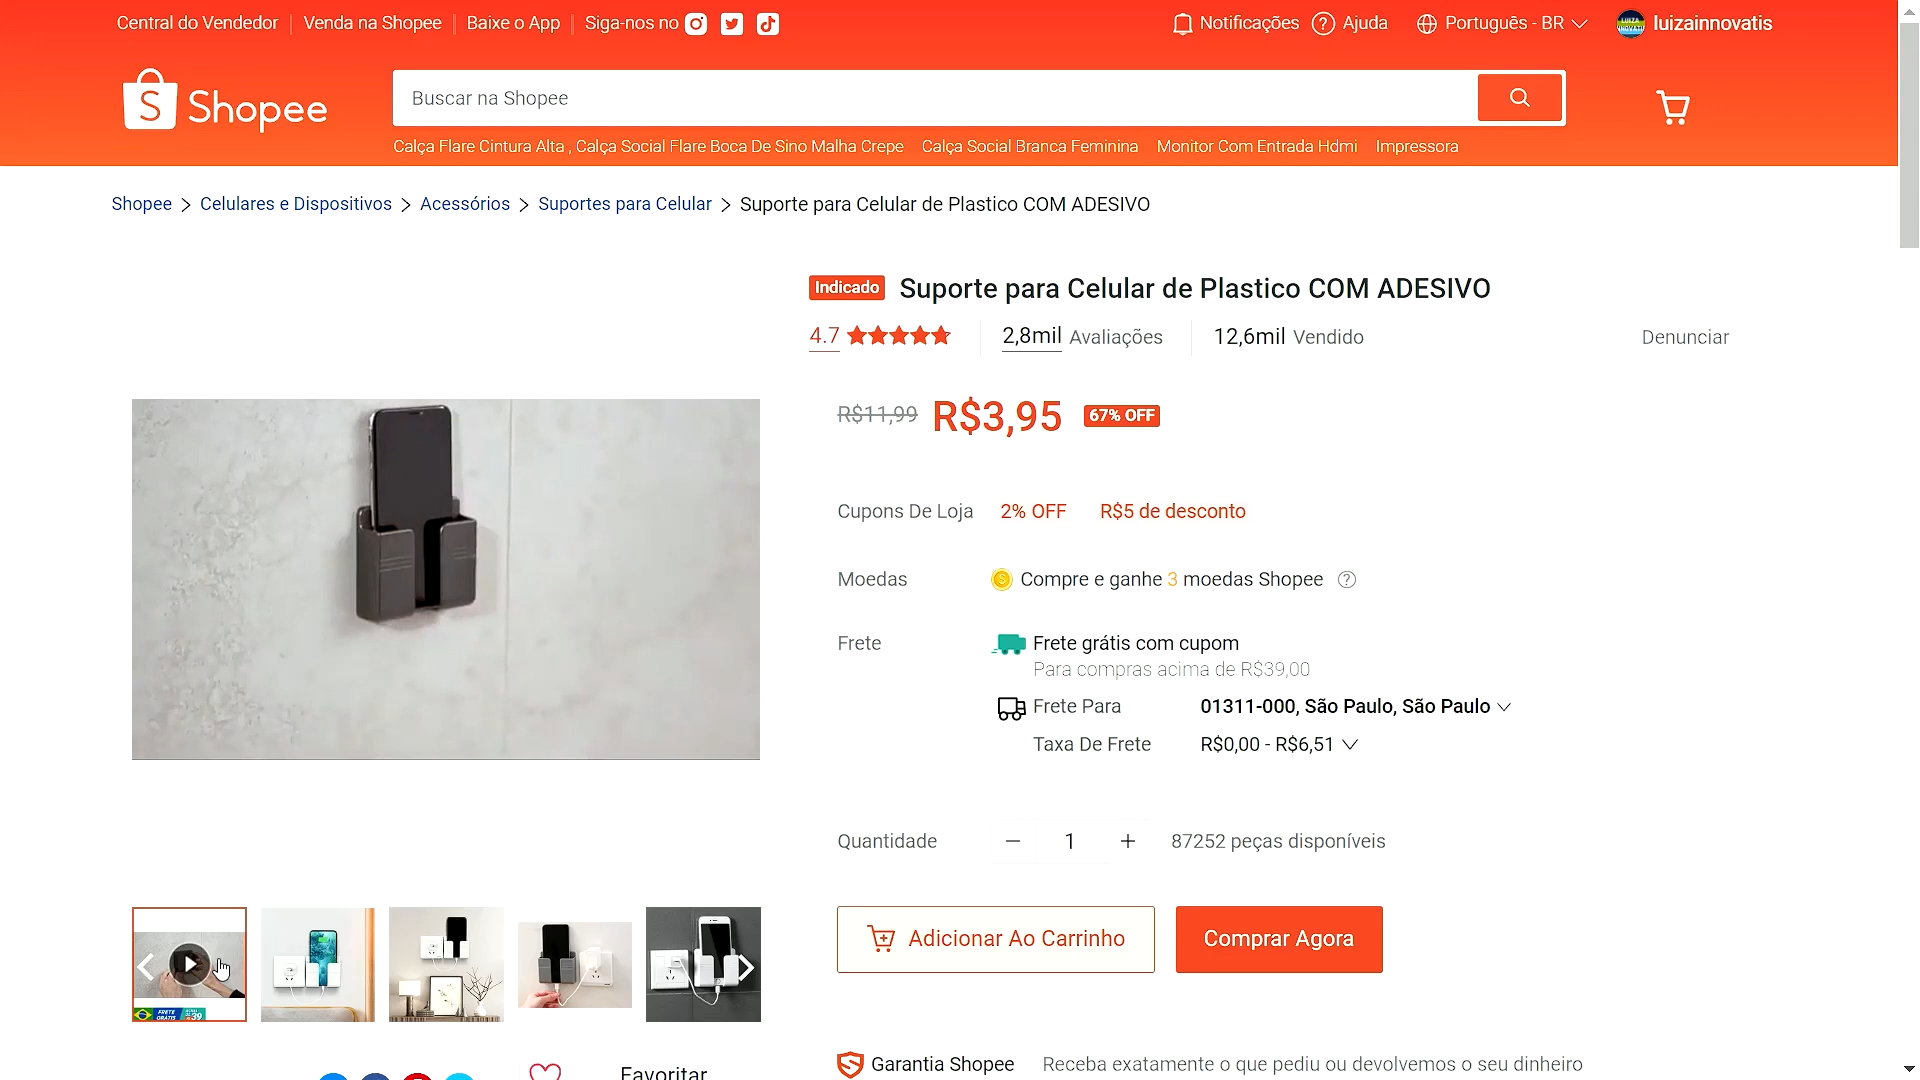 Central do Vendedor | Venda na Shopee | Baixe o App | Siga-nos no
Notificações Ajuda Português - BR luizainnovatis
Shopee
Buscar na Shopee
Calça Flare Cintura Alta , Calça Social Flare Boca De Sino Malha Crepe Calça Social Branca Feminina Monitor Com Entrada Hdmi Impressora
Shopee > Celulares e Dispositivos > Acessórios > Suportes para Celular > Suporte para Celular de Plastico COM ADESIVO
Indicado Suporte para Celular de Plastico COM ADESIVO
4.7 2,8mil Avaliações 12,6mil Vendido Denunciar
R$11,99 R$3,95 67% OFF
Cupons De Loja 2% OFF R$5 de desconto
Moedas Compre e ganhe 3 moedas Shopee
Frete Frete grátis com cupom
Para compras acima de R$39,00
Frete Para 01311-000, São Paulo, São Paulo
Taxa De Frete R$0,00 - R$6,51
Quantidade 1 87252 peças disponíveis
FRETE
GRÁTIS
39
Adicionar Ao Carrinho Comprar Agora
Garantia Shopee Receba exatamente o que pediu ou devolvemos o seu dinheiro
Favoritar